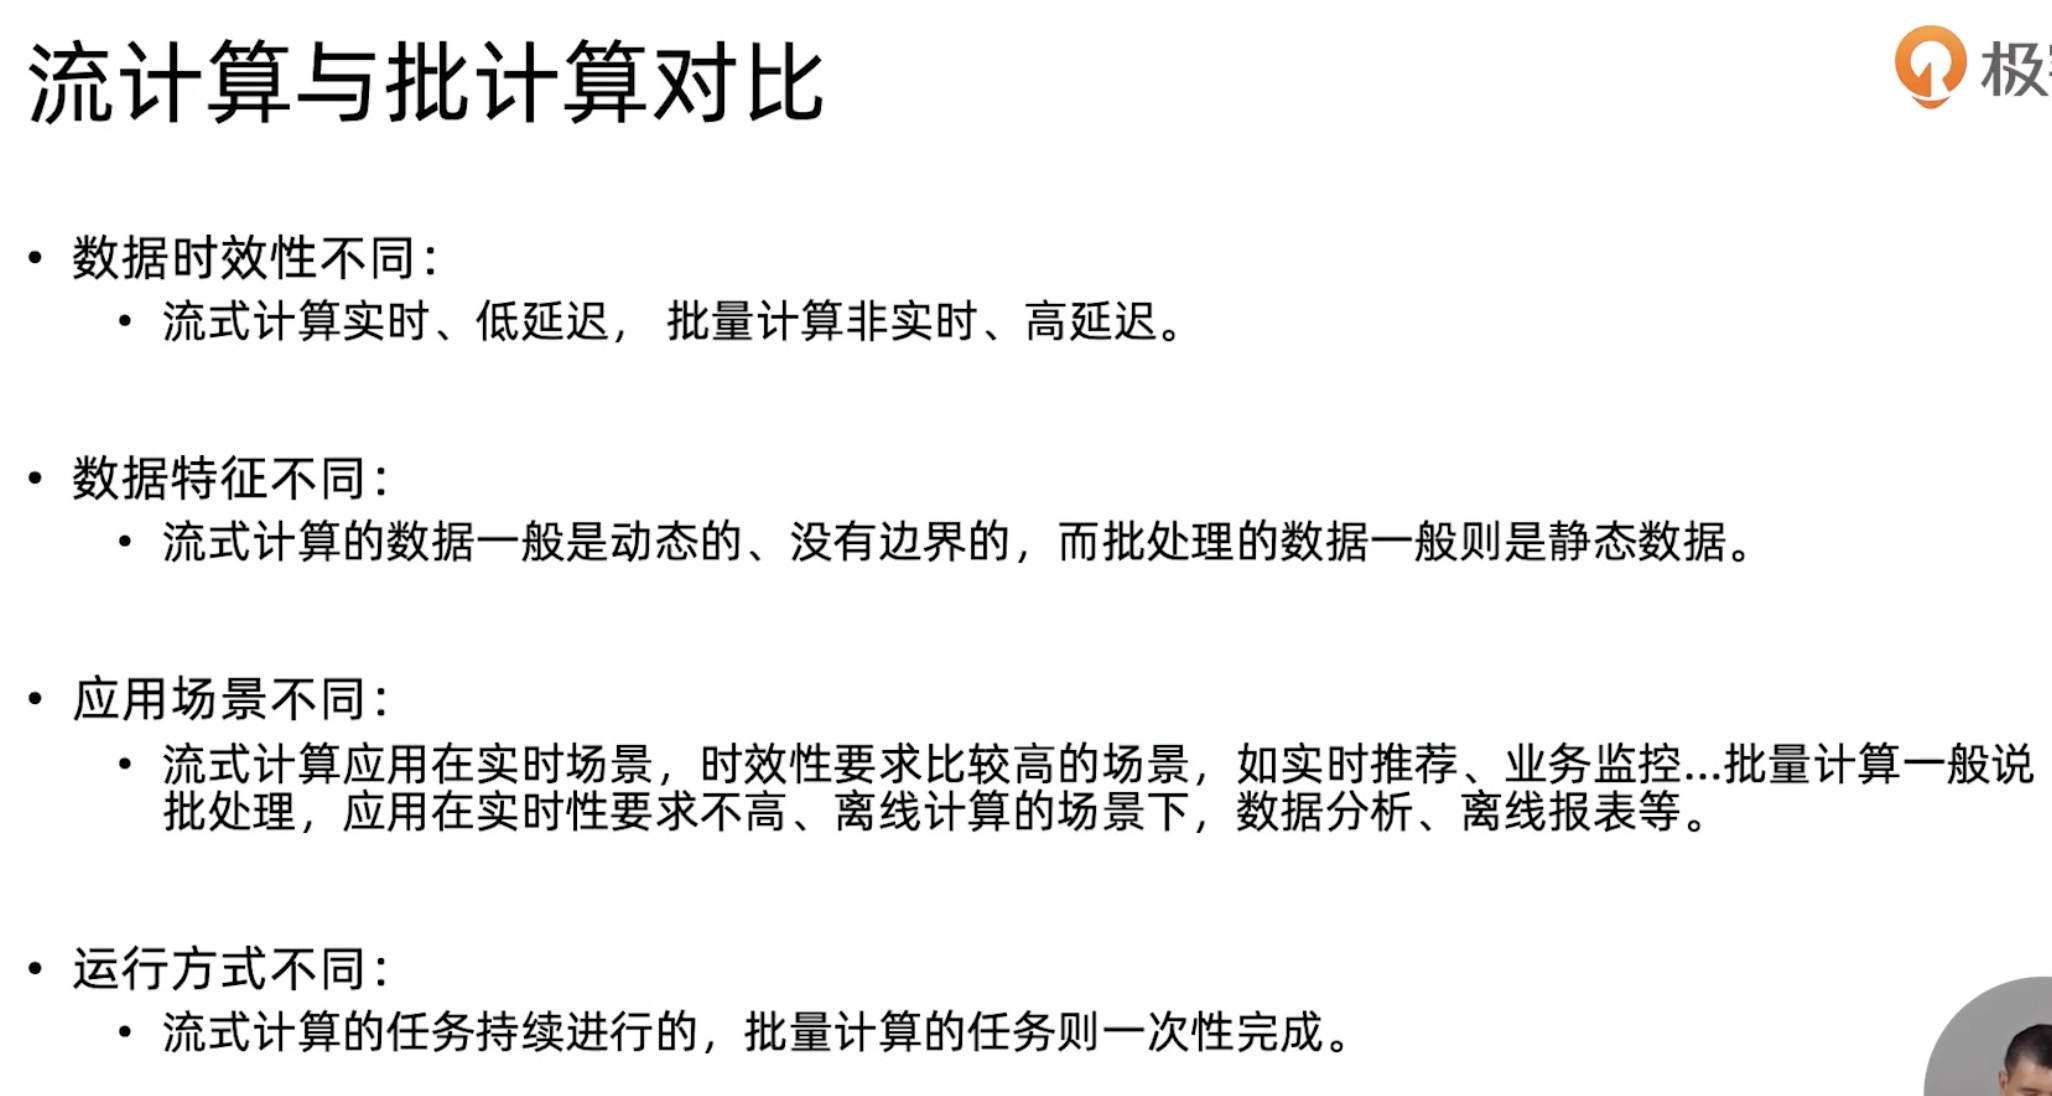 流计算与批计算对比
极
• 数据时效性不同：
• 流式计算实时、低延迟， 批量计算非实时、高延迟。
• 数据特征不同：
• 流式计算的数据一般是动态的、没有边界的，而批处理的数据一般则是静态数据。
• 应用场景不同：
• 流式计算应用在实时场景，时效性要求比较高的场景，如实时推荐、业务监控...批量计算一般说
批处理，应用在实时性要求不高、离线计算的场景下，数据分析、离线报表等。
• 运行方式不同：
• 流式计算的任务持续进行的，批量计算的任务则一次性完成。